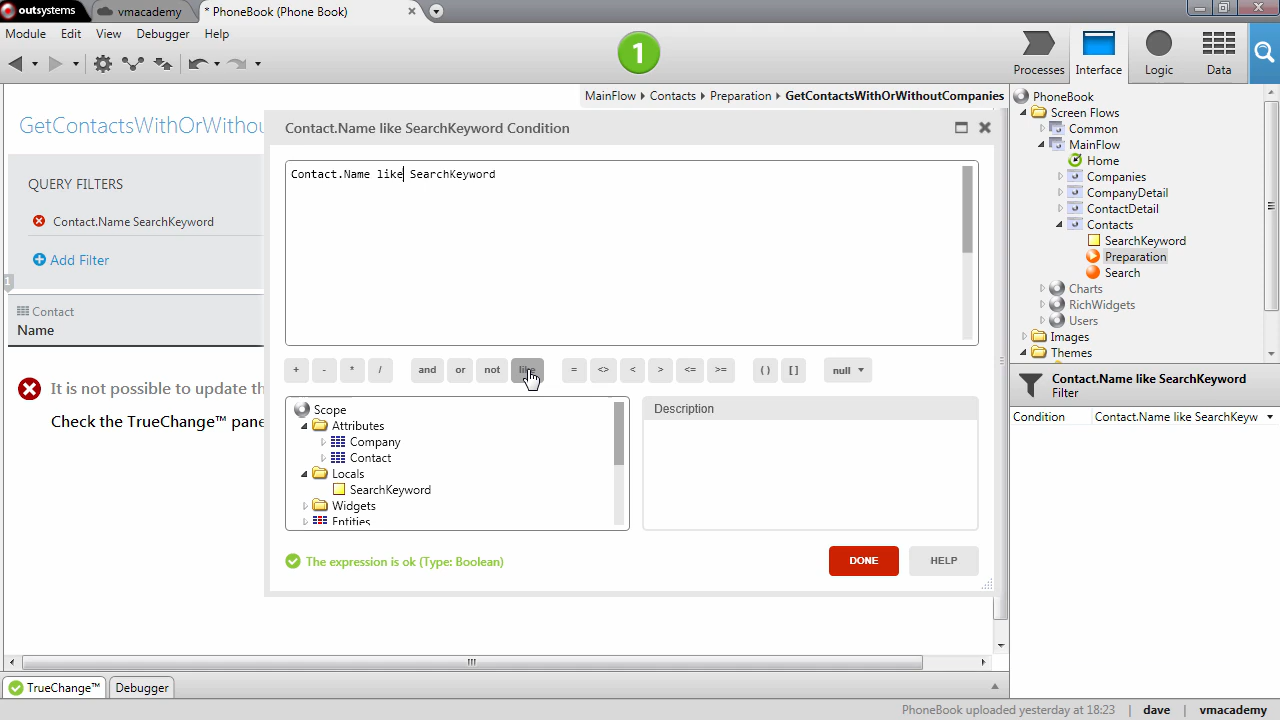 outsystems
vmacademy
* PhoneBook (Phone Book)
Module Edit View Debugger Help
1
Processes Interface Logic Data
MainFlow Contacts Preparation GetContactsWithOrWithoutCompanies
GetContactsWithOrWithou
QUERY FILTERS
Contact.Name SearchKeyword
Add Filter
1
Contact
Name
It is not possible to update th
Check the TrueChange™ pane
Contact.Name like SearchKeyword Condition
Contact.Name like SearchKeyword
+ - * / and or not like = <> < > <= >= ( ) [ ] null
Scope
Attributes
Company
Contact
Locals
SearchKeyword
Widgets
Entities
Description
The expression is ok (Type: Boolean)
DONE HELP
PhoneBook
Screen Flows
Common
MainFlow
Home
Companies
CompanyDetail
ContactDetail
Contacts
SearchKeyword
Preparation
Search
Charts
RichWidgets
Users
Images
Themes
Contact.Name like SearchKeyword
Filter
Condition Contact.Name like SearchKeyw
TrueChange™ Debugger
PhoneBook uploaded yesterday at 18:23 | dave | vmacademy